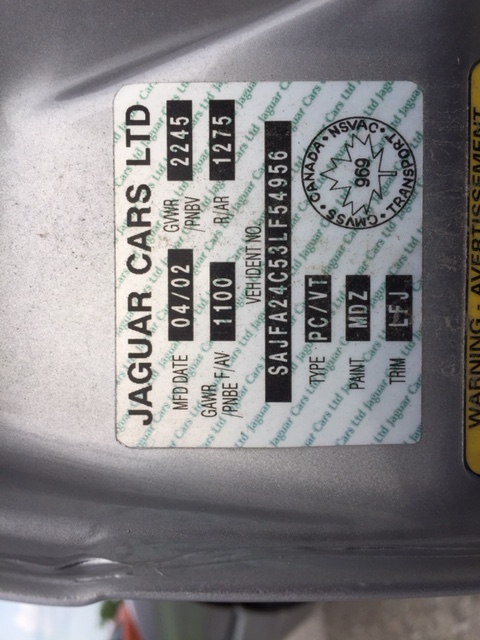 JAGUAR CARS LTD
MFD DATE 04/02 GVWR /PNBV 2245
GAWR F/AV /PNBE 1100 R/AR 1275
VEH IDENT NO.
SAJFA24C53LF54956
TYPE PC/VT
PAINT MDZ
TRIM LFJ
CANADA · NSVAC · TRANSPORT · CMVSS ·
969
WARNING - AVERTISSEMENT